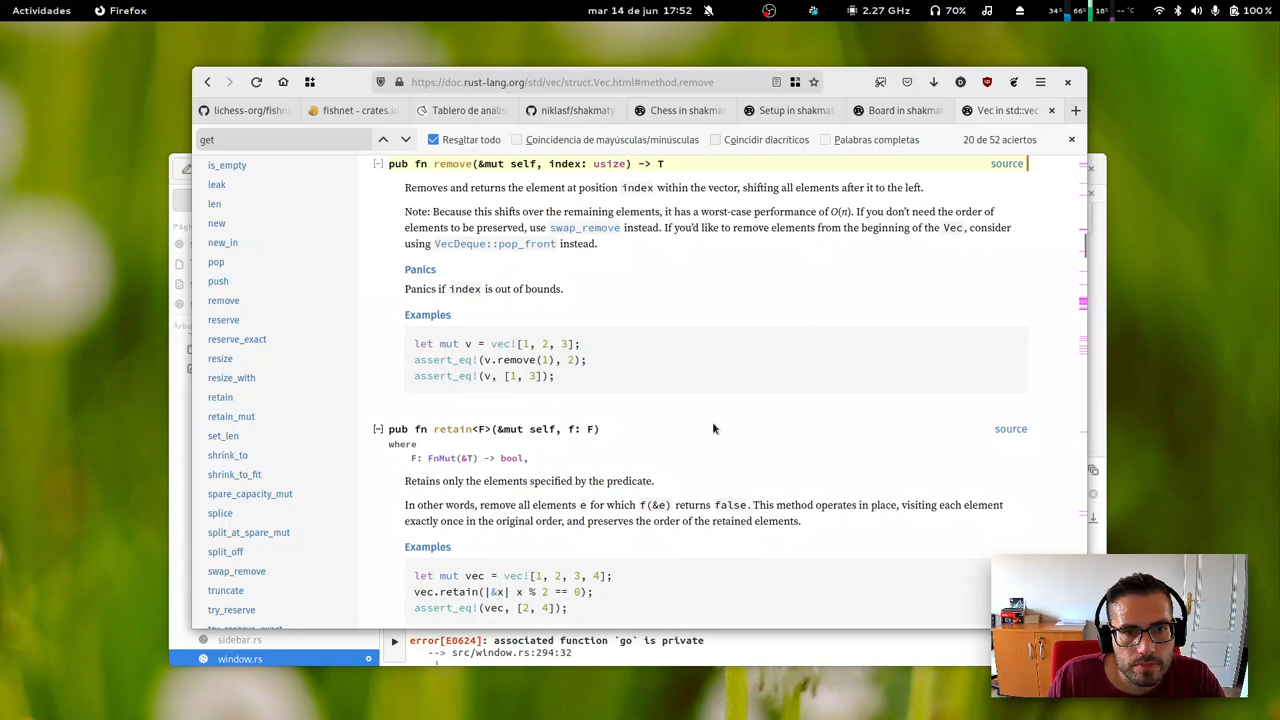 Actividades
Firefox
mar 14 de jun 17:52
2.27 GHz
70%
34%
66%
18%
--°C
100 %
https://doc.rust-lang.org/std/vec/struct.Vec.html#method.remove
lichess-org/fishn
fishnet - crates.io
Tablero de anális
niklasf/shakmaty
Chess in shakmat
Setup in shakmat
Board in shakmat
Vec in std::vec
get
Resaltar todo
Coincidencia de mayúsculas/minúsculas
Coincidir diacríticos
Palabras completas
20 de 52 aciertos
is_empty
leak
len
new
new_in
pop
push
remove
reserve
reserve_exact
resize
resize_with
retain
retain_mut
set_len
shrink_to
shrink_to_fit
spare_capacity_mut
splice
split_at_spare_mut
split_off
swap_remove
truncate
try_reserve
try_reserve_exact
[-] pub fn remove(&mut self, index: usize) -> T
source
Removes and returns the element at position index within the vector, shifting all elements after it to the left.
Note: Because this shifts over the remaining elements, it has a worst-case performance of O(n). If you don't need the order
of elements to be preserved, use swap_remove instead. If you'd like to remove elements from the beginning of the Vec, consider
using VecDeque::pop_front instead.
Panics
Panics if index is out of bounds.
Examples
let mut v = vec![1, 2, 3];
assert_eq!(v.remove(1), 2);
assert_eq!(v, [1, 3]);
[-] pub fn retain<F>(&mut self, f: F)
source
where
F: FnMut(&T) -> bool,
Retains only the elements specified by the predicate.
In other words, remove all elements e for which f(&e) returns false. This method operates in place, visiting each element
exactly once in the original order, and preserves the order of the retained elements.
Examples
let mut vec = vec![1, 2, 3, 4];
vec.retain(|&x| x % 2 == 0);
assert_eq!(vec, [2, 4]);
sidebar.rs
window.rs
error[E0624]: associated function `go` is private
--> src/window.rs:294:32